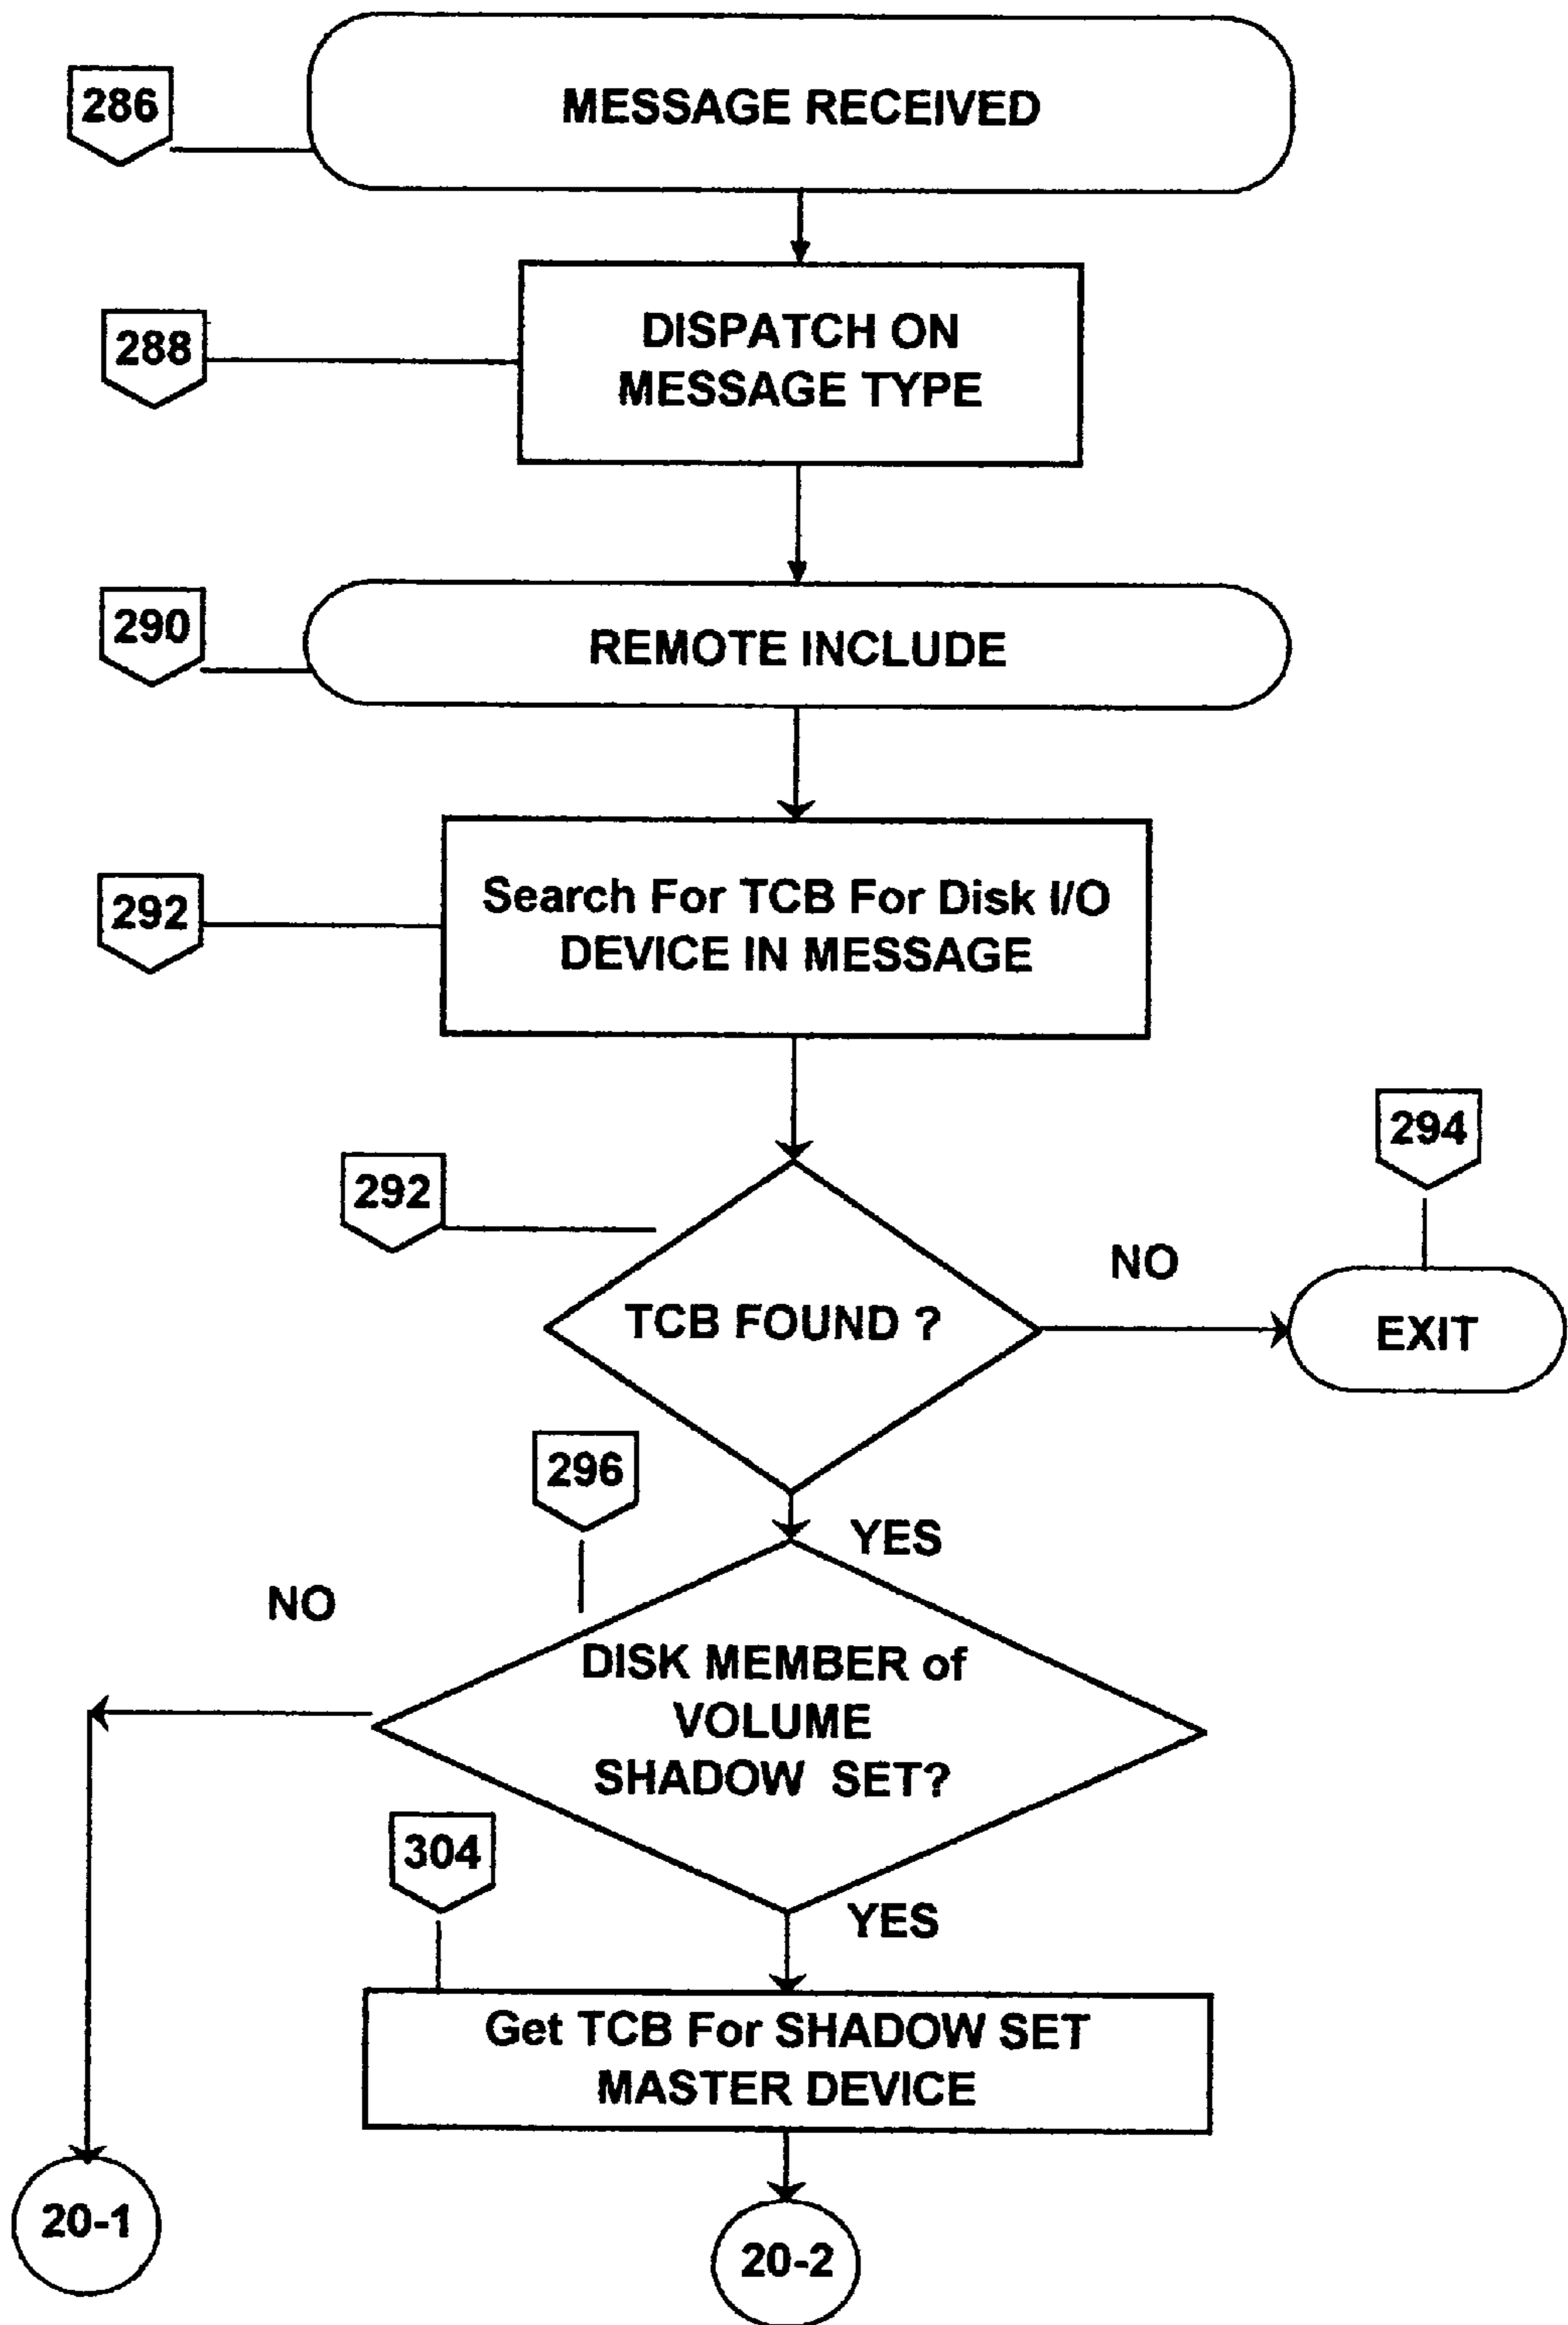 286
MESSAGE RECEIVED
288
DISPATCH ON
MESSAGE TYPE
290
REMOTE INCLUDE
292
Search For TCB For Disk I/O
DEVICE IN MESSAGE
294
292
NO
TCB FOUND ?
EXIT
296
YES
NO
DISK MEMBER of
VOLUME
SHADOW SET?
304
YES
Get TCB For SHADOW SET
MASTER DEVICE
20-1
20-2